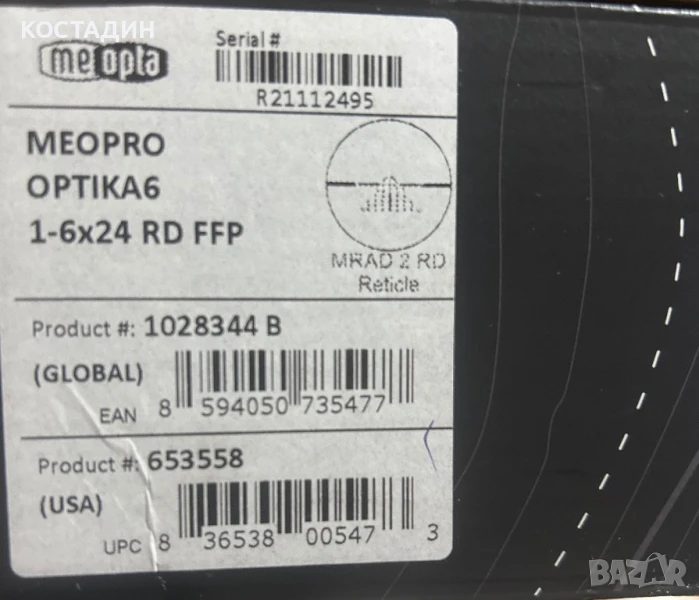 КОСТАДИН
meopta
Serial #
R21112495
MEOPRO
OPTIKA6
1-6x24 RD FFP
MRAD 2 RD
Reticle
Product #: 1028344 B
(GLOBAL)
EAN 8 594050 735477
Product #: 653558
(USA)
UPC 8 36538 00547 3
BAZAR